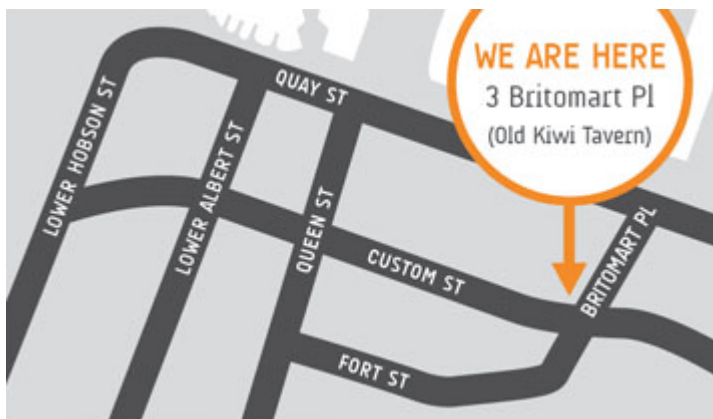 WE ARE HERE
3 Britomart Pl
(Old Kiwi Tavern)
QUAY ST
LOWER HOBSON ST
LOWER ALBERT ST
QUEEN ST
CUSTOM ST
BRITOMART PL
FORT ST